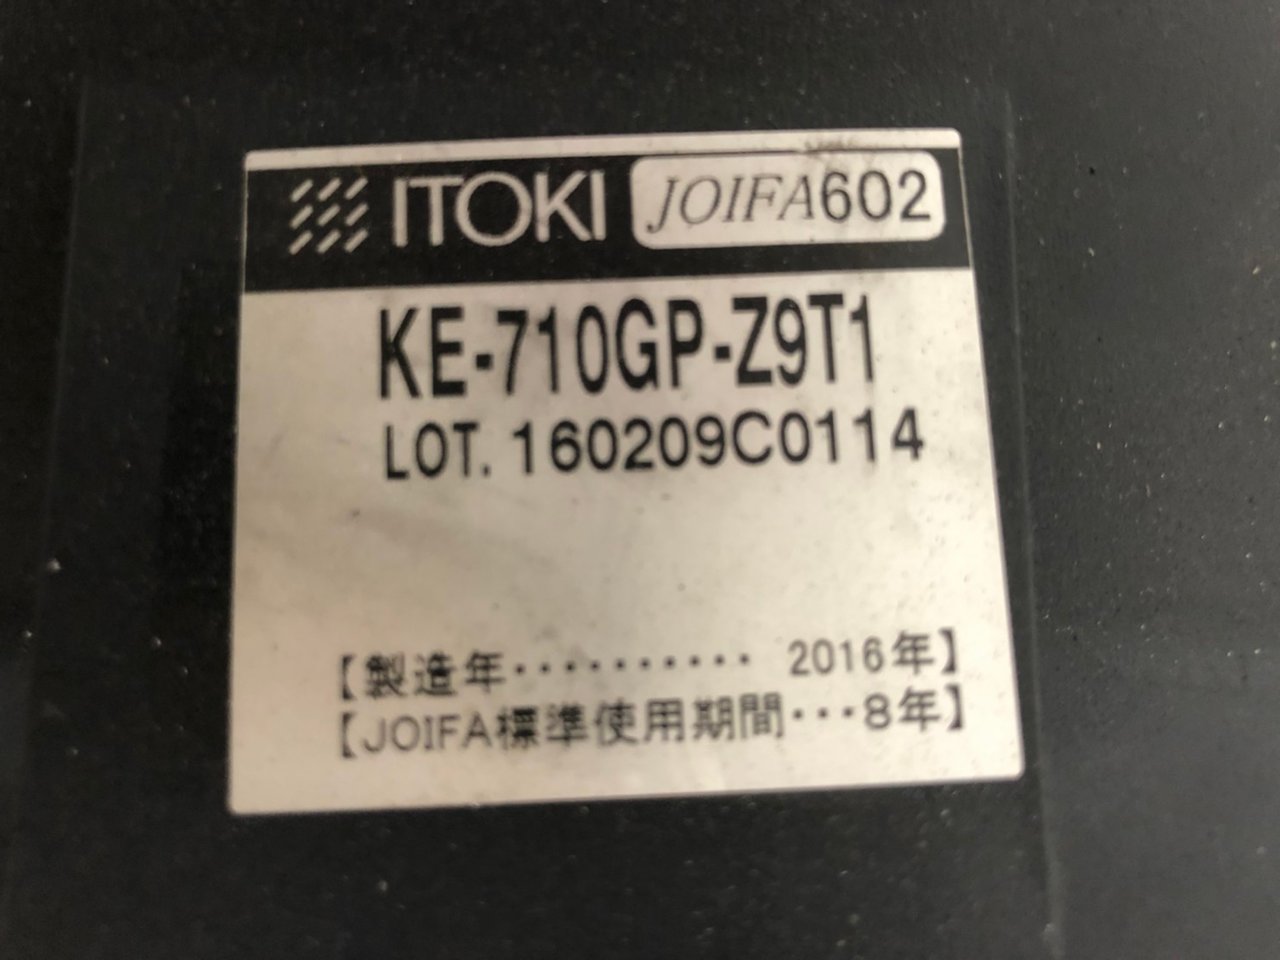 ITOKI JOIFA602
KE-710GP-Z9T1
LOT. 160209C0114
【製造年・・・・・・・・・・ 2016年】
【JOIFA標準使用期間・・・8年】